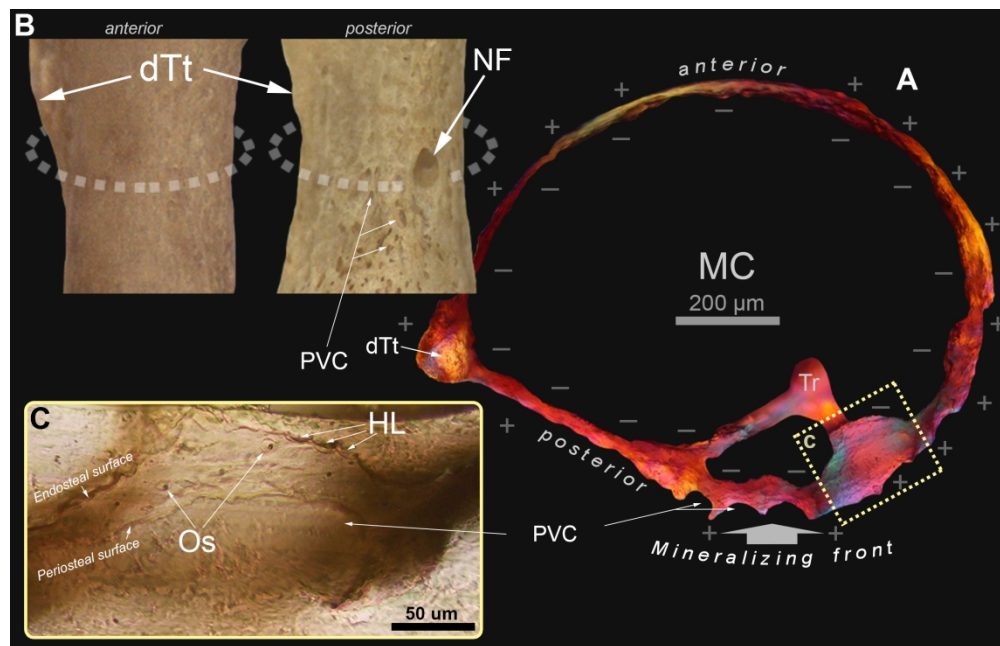 B
anterior
posterior
dTt
NF
PVC
A
anterior
MC
200 µm
dTt
Tr
c
posterior
PVC
Mineralizing front
C
HL
Endosteal surface
Os
Periosteal surface
50 um
+
+
+
+
+
+
+
+
+
+
+
+
−
−
−
−
−
−
−
−
−
−
−
−